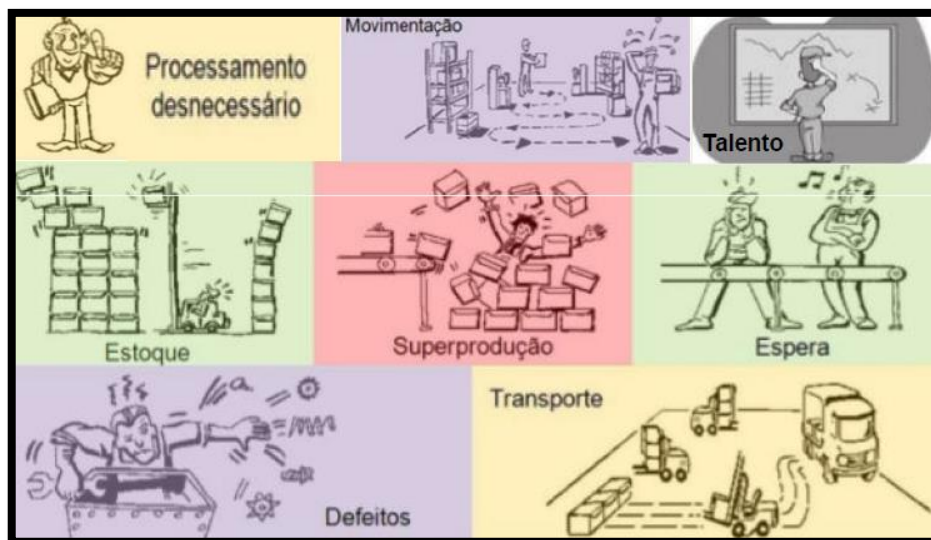 Processamento
desnecessário
Movimentação
Talento
Estoque
Superprodução
Espera
Defeitos
Transporte